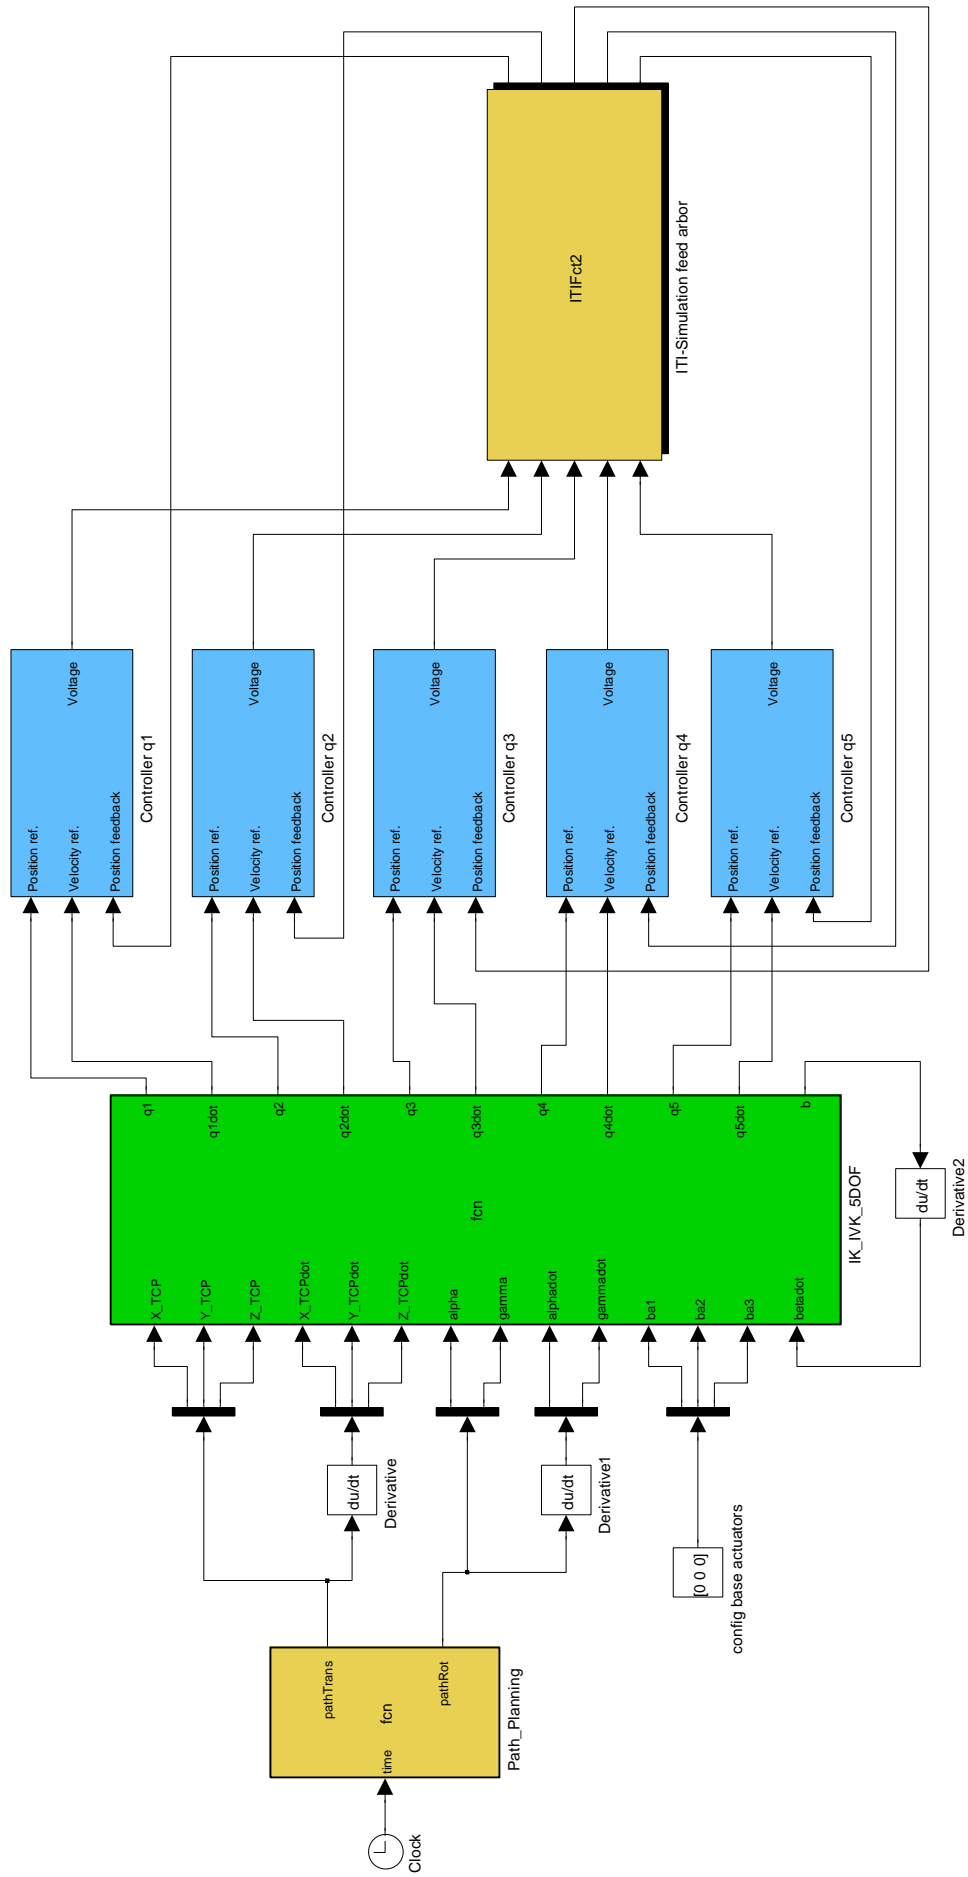 Clock
time
fcn
pathTrans
pathRot
Path_Planning
[0 0 0]
config base actuators
du/dt
Derivative
du/dt
Derivative1
X_TCP
Y_TCP
Z_TCP
X_TCPdot
Y_TCPdot
Z_TCPdot
alpha
gamma
alphadot
gammadot
ba1
ba2
ba3
betadot
fcn
q1
q1dot
q2
q2dot
q3
q3dot
q4
q4dot
q5
q5dot
b
IK_IVK_5DOF
du/dt
Derivative2
Position ref.
Velocity ref.
Position feedback
Voltage
Controller q1
Position ref.
Velocity ref.
Position feedback
Voltage
Controller q2
Position ref.
Velocity ref.
Position feedback
Voltage
Controller q3
Position ref.
Velocity ref.
Position feedback
Voltage
Controller q4
Position ref.
Velocity ref.
Position feedback
Voltage
Controller q5
ITIFct2
ITI-Simulation feed arbor